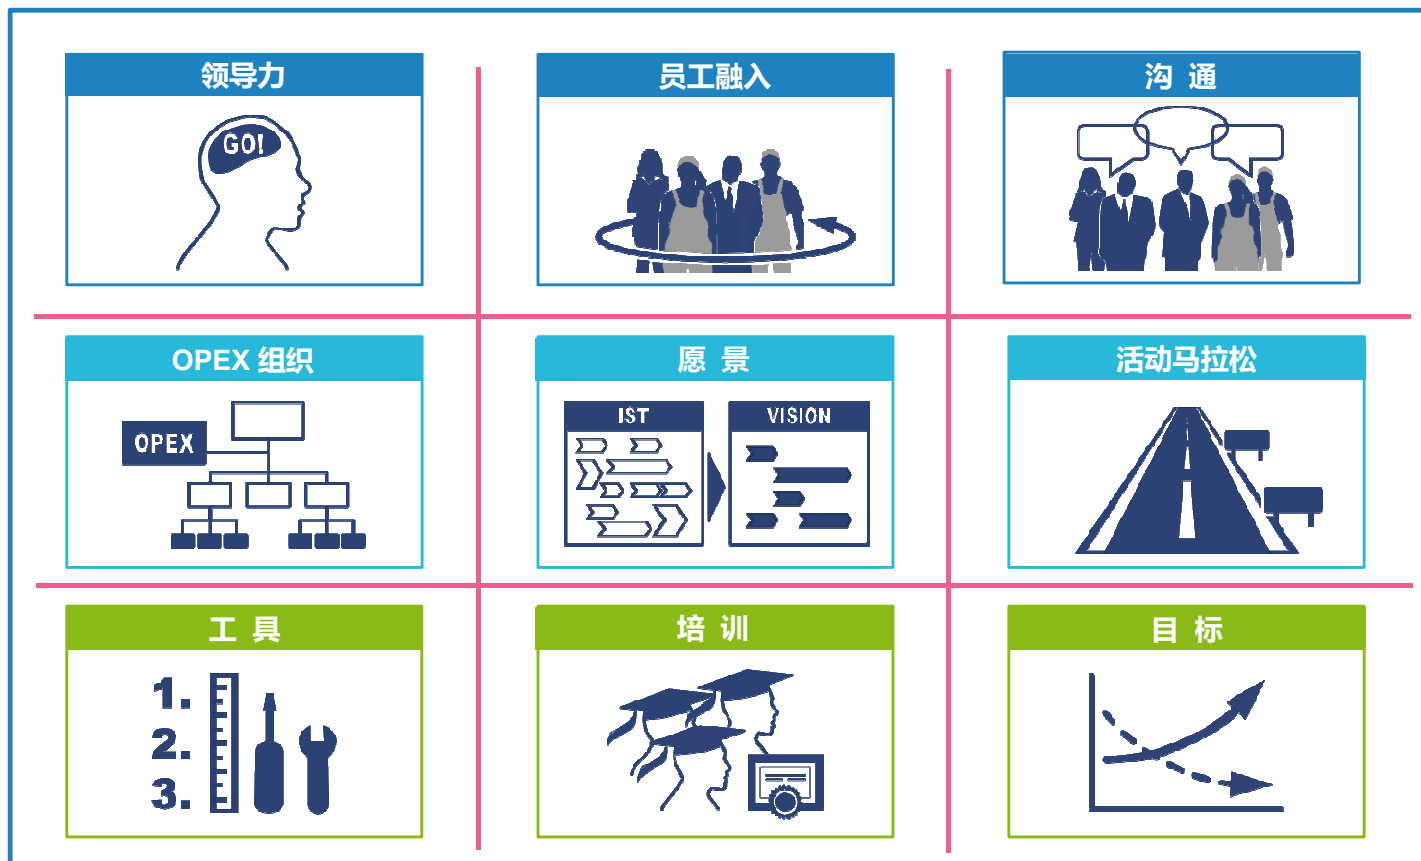 领导力
员工融入
沟 通
GO!
OPEX 组织
愿 景
活动马拉松
OPEX
IST
VISION
工 具
培 训
目 标
1.
2.
3.